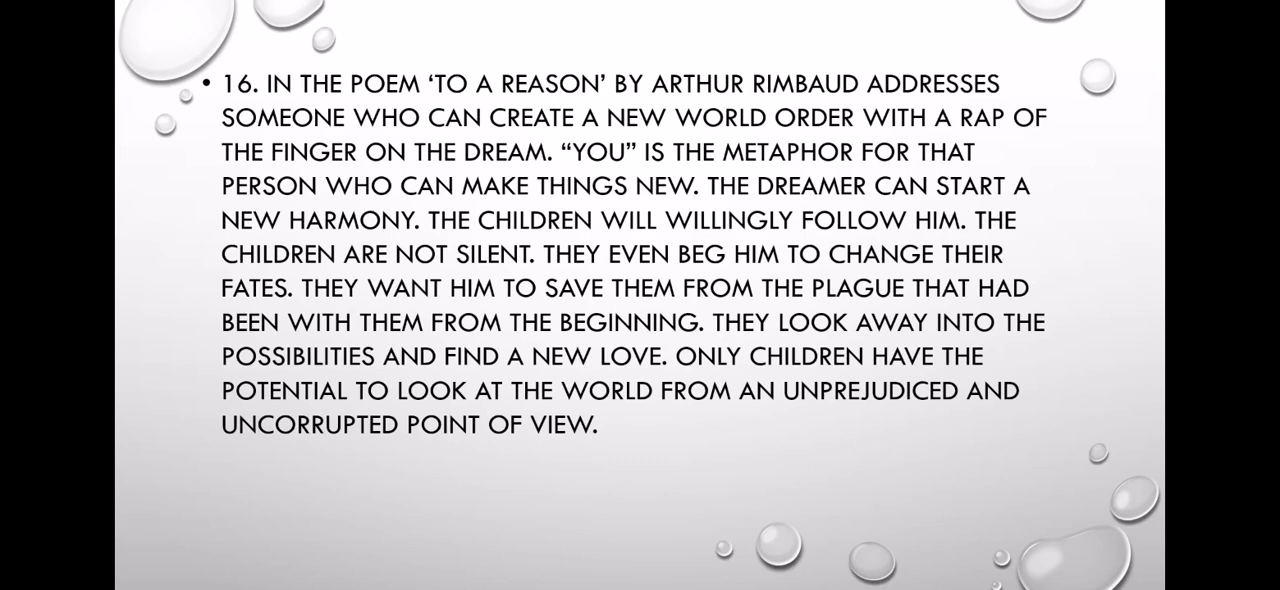 • 16. IN THE POEM ‘TO A REASON’ BY ARTHUR RIMBAUD ADDRESSES
SOMEONE WHO CAN CREATE A NEW WORLD ORDER WITH A RAP OF
THE FINGER ON THE DREAM. “YOU” IS THE METAPHOR FOR THAT
PERSON WHO CAN MAKE THINGS NEW. THE DREAMER CAN START A
NEW HARMONY. THE CHILDREN WILL WILLINGLY FOLLOW HIM. THE
CHILDREN ARE NOT SILENT. THEY EVEN BEG HIM TO CHANGE THEIR
FATES. THEY WANT HIM TO SAVE THEM FROM THE PLAGUE THAT HAD
BEEN WITH THEM FROM THE BEGINNING. THEY LOOK AWAY INTO THE
POSSIBILITIES AND FIND A NEW LOVE. ONLY CHILDREN HAVE THE
POTENTIAL TO LOOK AT THE WORLD FROM AN UNPREJUDICED AND
UNCORRUPTED POINT OF VIEW.